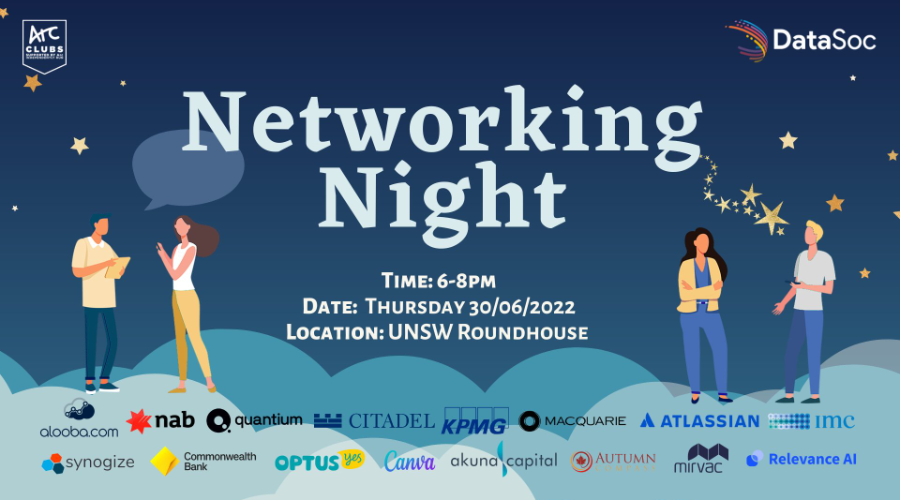 ARC
CLUBS
DataSoc
Networking
Night
TIME: 6-8PM
DATE: THURSDAY 30/06/2022
LOCATION: UNSW ROUNDHOUSE
alooba.com
nab
quantium
CITADEL
KPMG
MACQUARIE
ATLASSIAN
imc
synogize
Commonwealth
Bank
OPTUS yes
Canva
akuna capital
AUTUMN
mirvac
Relevance AI